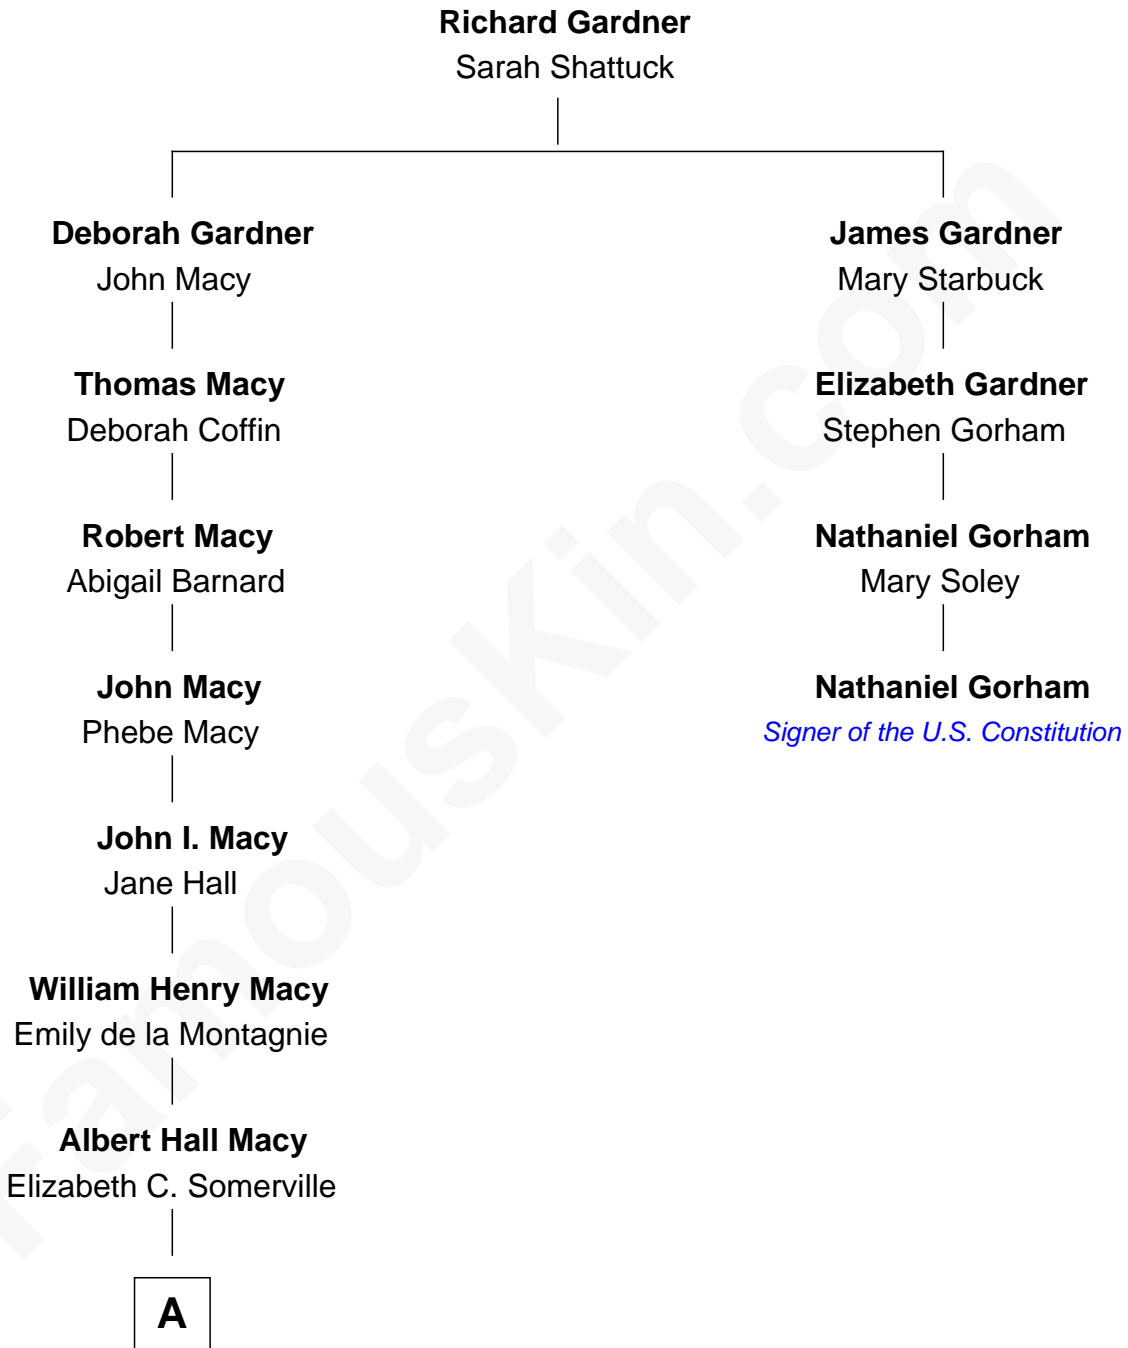 Richard Gardner
Sarah Shattuck
Deborah Gardner
John Macy
James Gardner
Mary Starbuck
Thomas Macy
Deborah Coffin
Elizabeth Gardner
Stephen Gorham
Robert Macy
Abigail Barnard
Nathaniel Gorham
Mary Soley
John Macy
Phebe Macy
Nathaniel Gorham
Signer of the U.S. Constitution
John I. Macy
Jane Hall
William Henry Macy
Emily de la Montagnie
Albert Hall Macy
Elizabeth C. Somerville
A
FamousKin.com